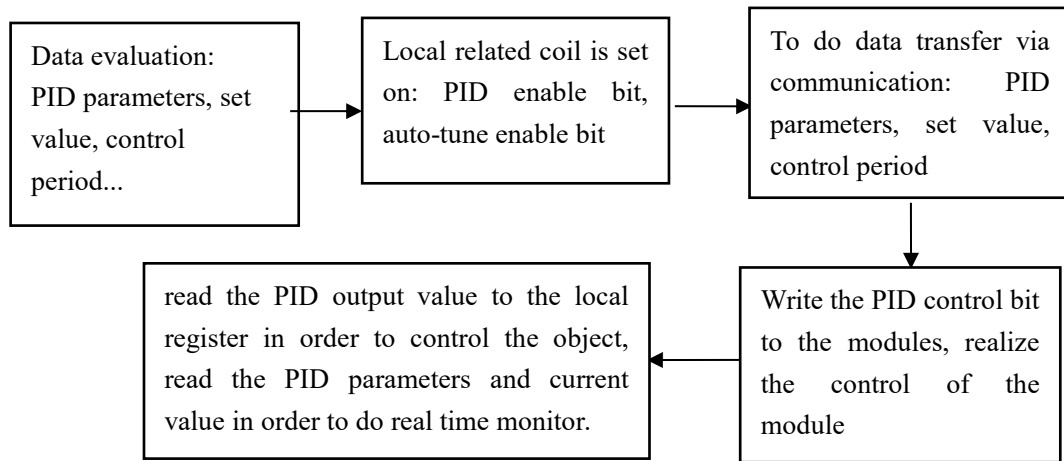 Data evaluation:
PID parameters, set
value, control
period...
Local related coil is set
on: PID enable bit,
auto-tune enable bit
To do data transfer via
communication: PID
parameters, set value,
control period
Write the PID control bit
to the modules, realize
the control of the
module
read the PID output value to the local
register in order to control the object,
read the PID parameters and current
value in order to do real time monitor.